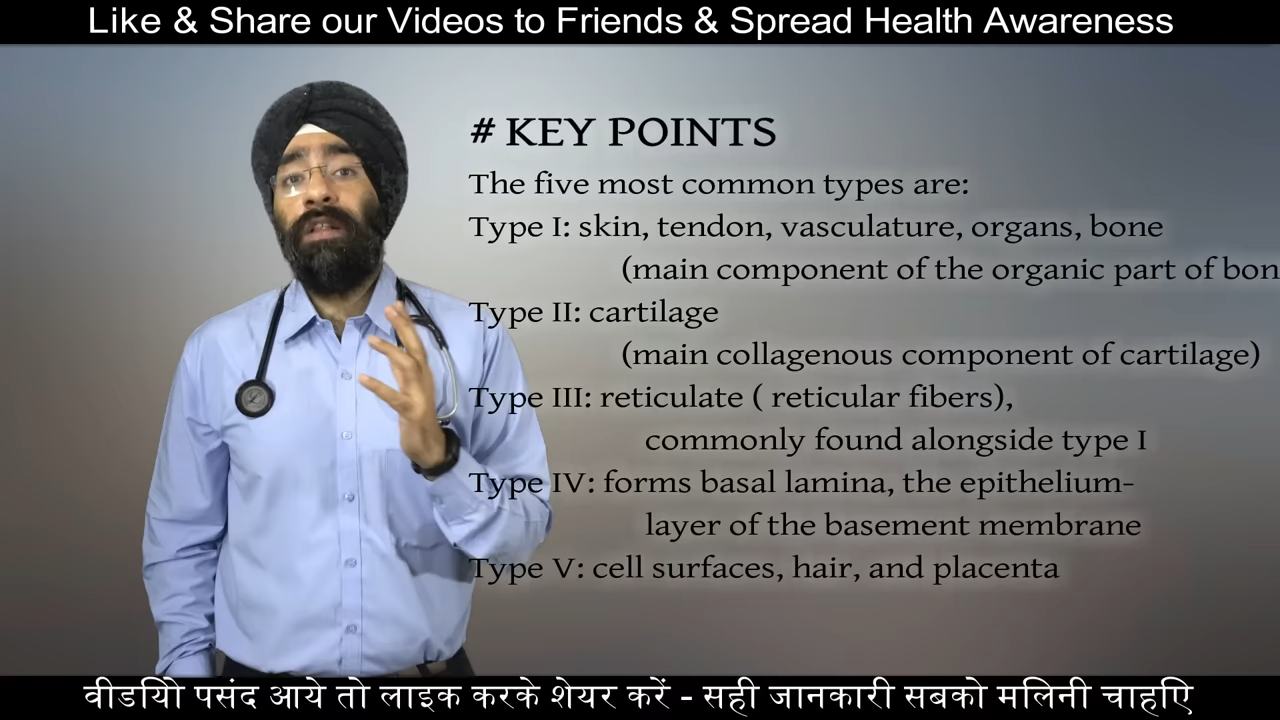 Like & Share our Videos to Friends & Spread Health Awareness
# KEY POINTS
The five most common types are:
Type I: skin, tendon, vasculature, organs, bone
(main component of the organic part of bon
Type II: cartilage
(main collagenous component of cartilage)
Type III: reticulate ( reticular fibers),
commonly found alongside type I
Type IV: forms basal lamina, the epithelium-
layer of the basement membrane
Type V: cell surfaces, hair, and placenta
वीडयिो पसंद आये तो लाइक करके शेयर करें - सही जानकारी सबको मलिनी चाहएि